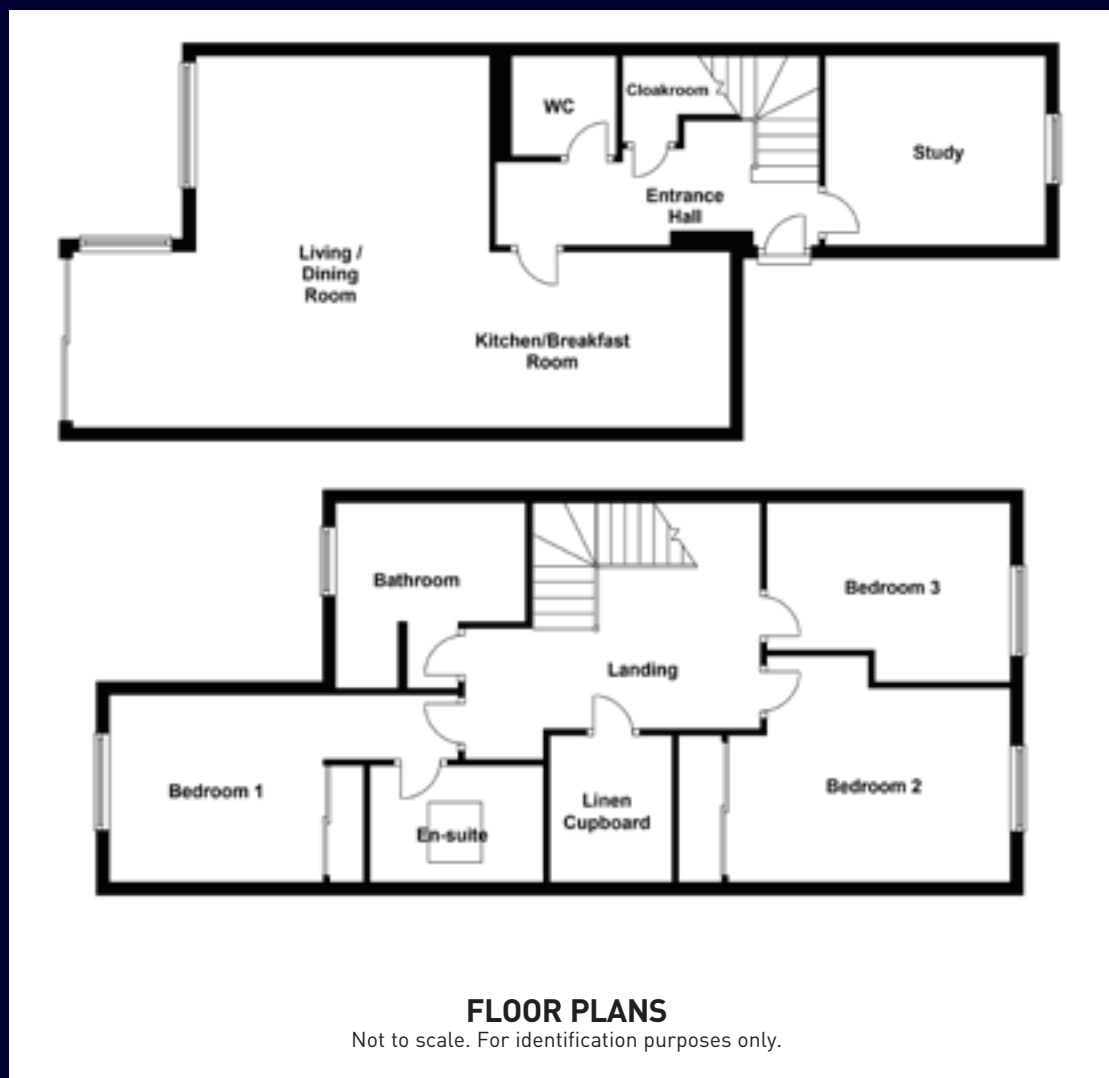 WC
Cloakroom
Study
Entrance
Hall
Living /
Dining
Room
Kitchen/Breakfast
Room
Bathroom
Bedroom 3
Landing
Bedroom 1
Bedroom 2
Linen
Cupboard
En-suite
FLOOR PLANS
Not to scale. For identification purposes only.